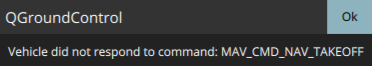 QGroundControl
Ok
Vehicle did not respond to command: MAV_CMD_NAV_TAKEOFF